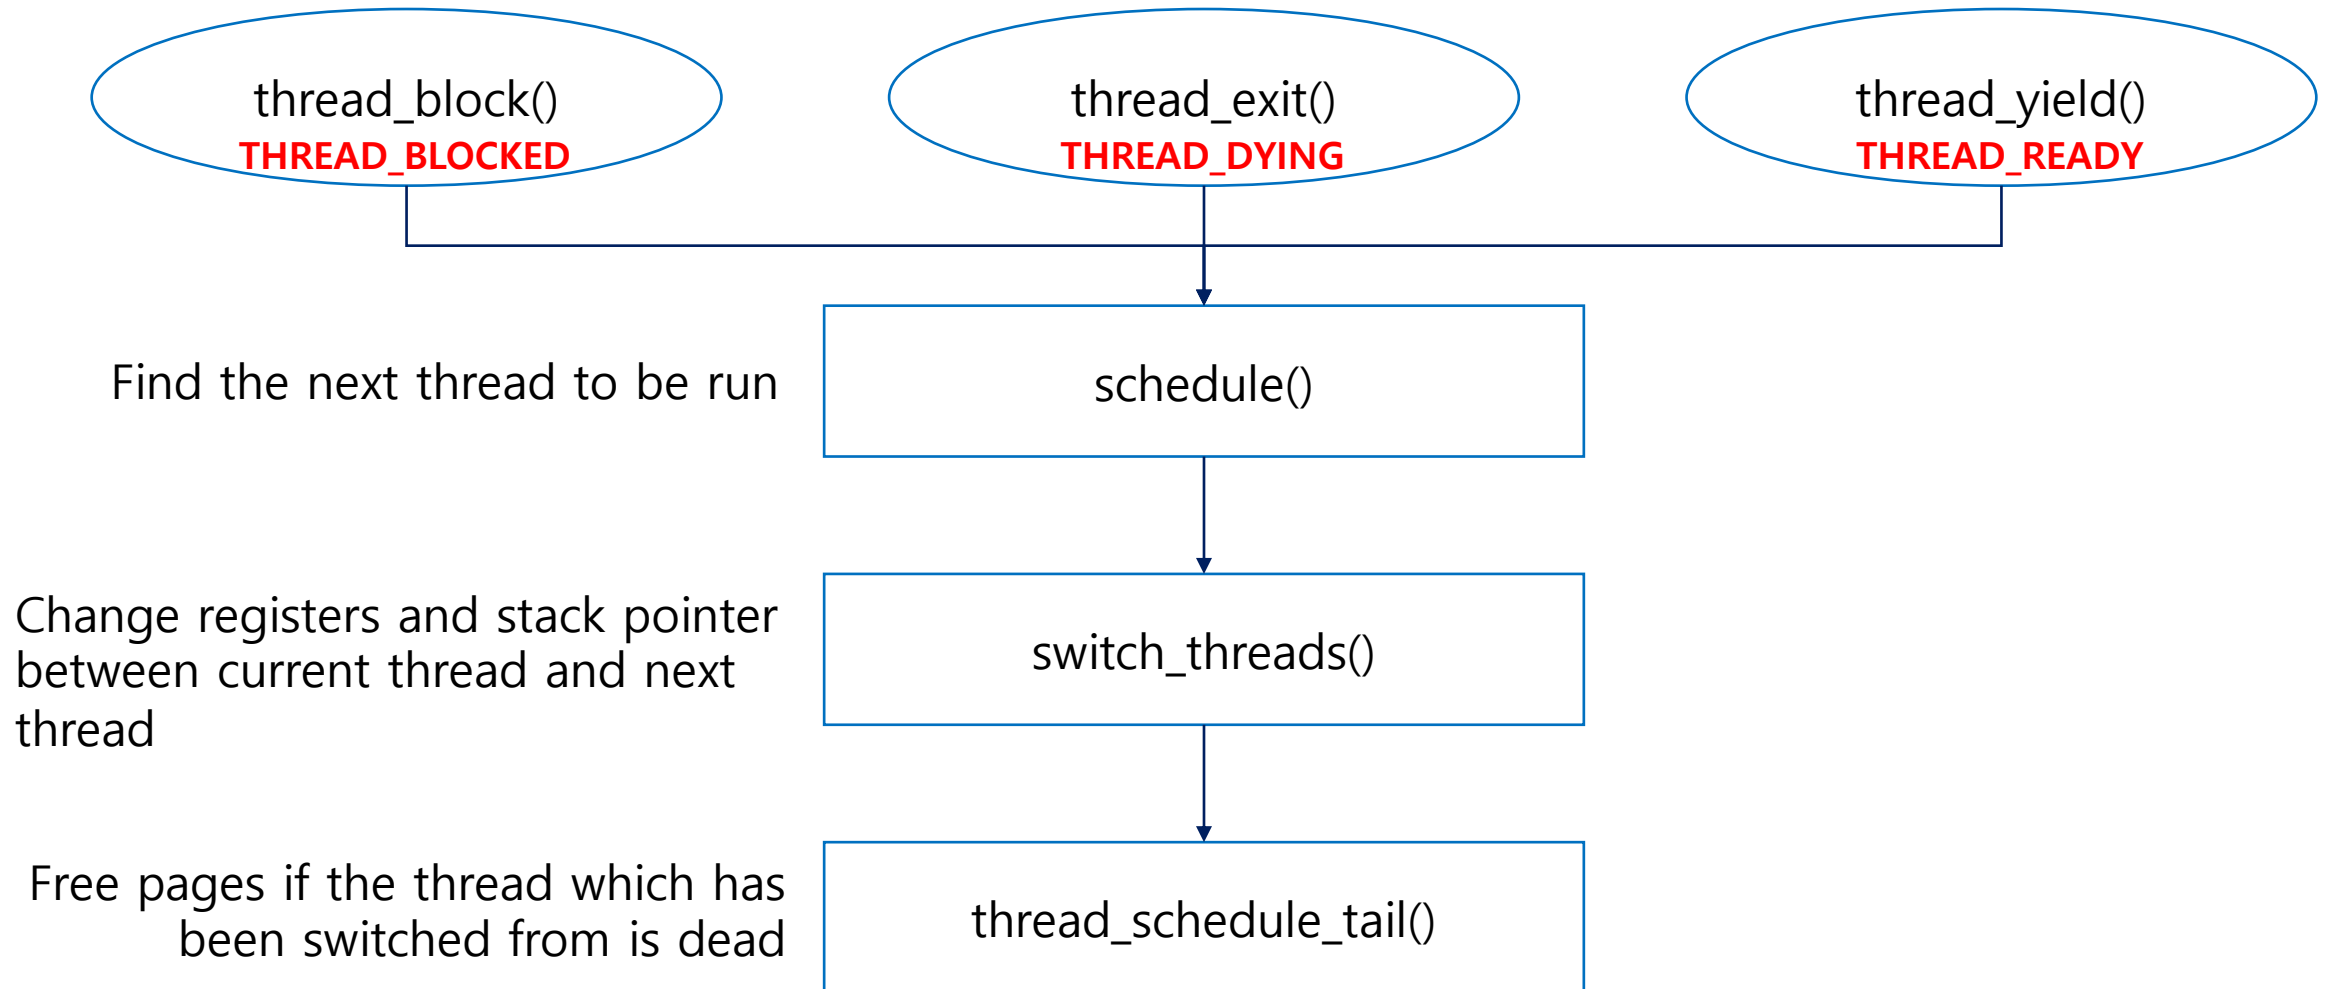 thread_block()
THREAD_BLOCKED
thread_exit()
THREAD_DYING
thread_yield()
THREAD_READY
Find the next thread to be run
schedule()
Change registers and stack pointer
between current thread and next
thread
switch_threads()
Free pages if the thread which has
been switched from is dead
thread_schedule_tail()